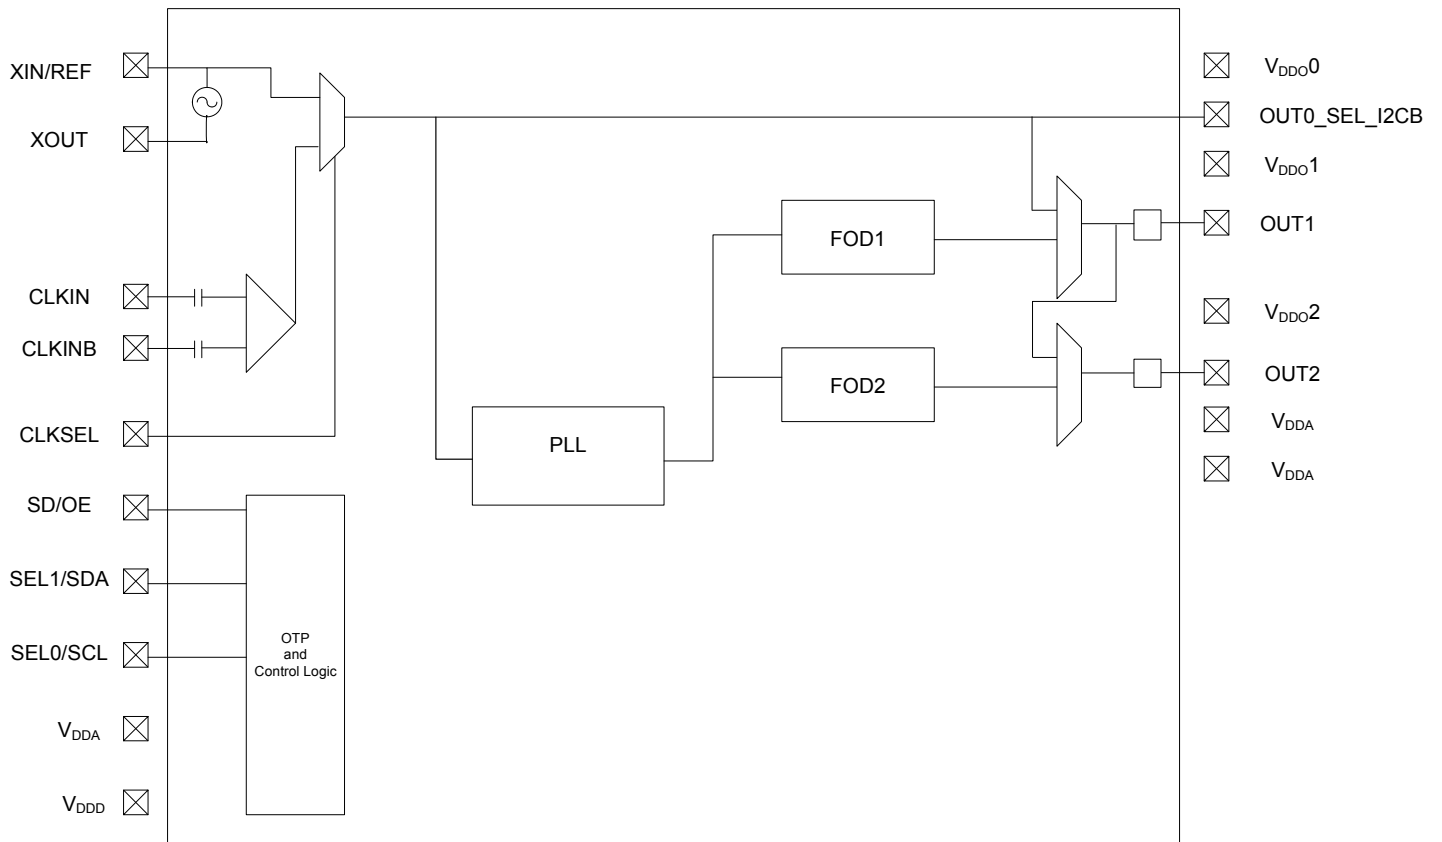 XIN/REF
XOUT
CLKIN
CLKINB
CLKSEL
SD/OE
SEL1/SDA
SEL0/SCL
VDDA
VDDD
OTP
and
Control Logic
PLL
FOD1
FOD2
VDDO0
OUT0_SEL_I2CB
VDDO1
OUT1
VDDO2
OUT2
VDDA
VDDA